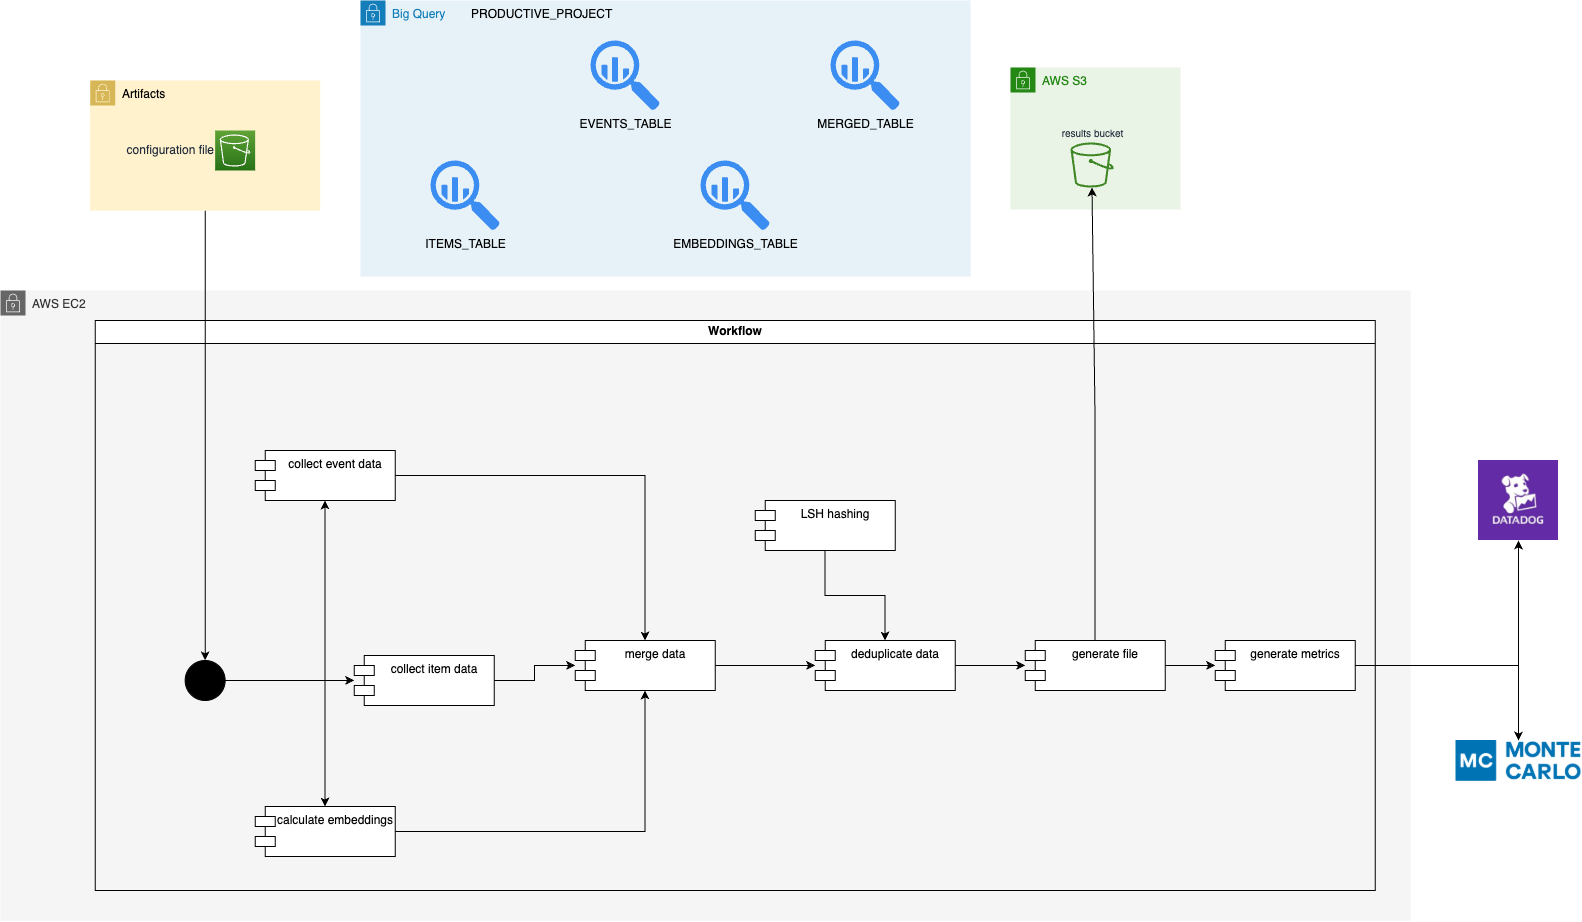 Big Query PRODUCTIVE_PROJECT
EVENTS_TABLE
MERGED_TABLE
ITEMS_TABLE
EMBEDDINGS_TABLE
Artifacts
configuration file
AWS S3
results bucket
AWS EC2
Workflow
collect event data
LSH hashing
collect item data
merge data
deduplicate data
generate file
generate metrics
calculate embeddings
DATADOG
MC MONTE
CARLO